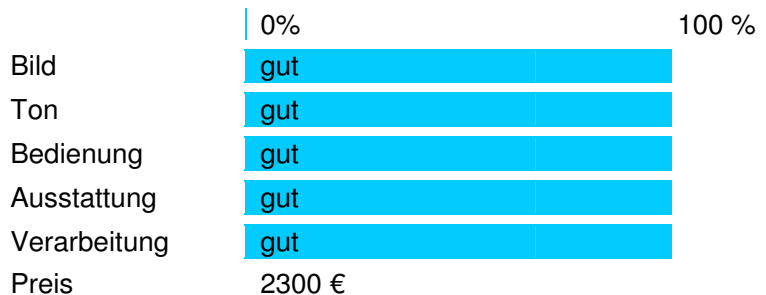 0% 100 %
Bild gut
Ton gut
Bedienung gut
Ausstattung gut
Verarbeitung gut
Preis 2300 €